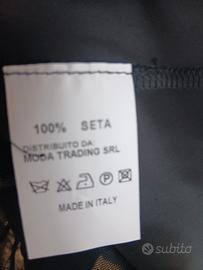 100% SETA
DISTRIBUITO DA:
MODA TRADING SRL
MADE IN ITALY
subito